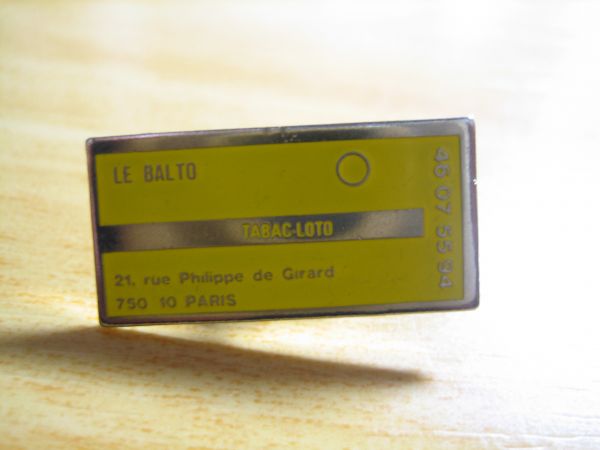 LE BALTO
TABAC-LOTO
21, rue Philippe de Girard
750 10 PARIS
46 07 55 94